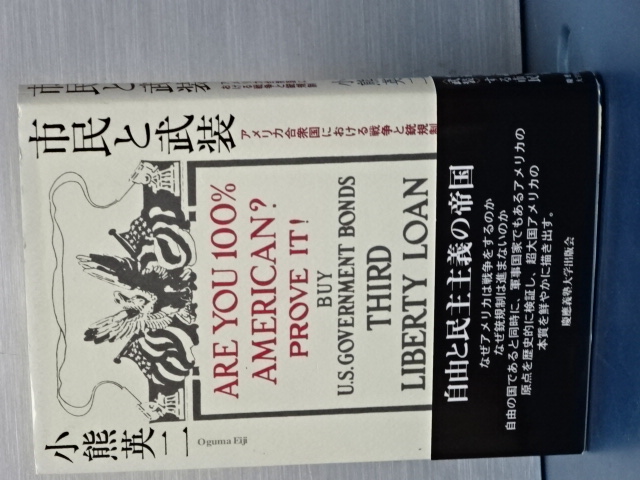 市民と武装
アメリカ合衆国における戦争と銃規制
小熊英二
Oguma Eiji
ARE YOU 100%
AMERICAN?
PROVE IT!
BUY
U.S. GOVERNMENT BONDS
THIRD
LIBERTY LOAN
自由と民主主義の帝国
なぜアメリカは戦争をするのか
なぜ銃規制は進まないのか
自由の国であると同時に、軍事国家でもあるアメリカの
原点を歴史的に検証し、超大国アメリカの
本質を鮮やかに描き出す。
慶應義塾大学出版会
市民と武装